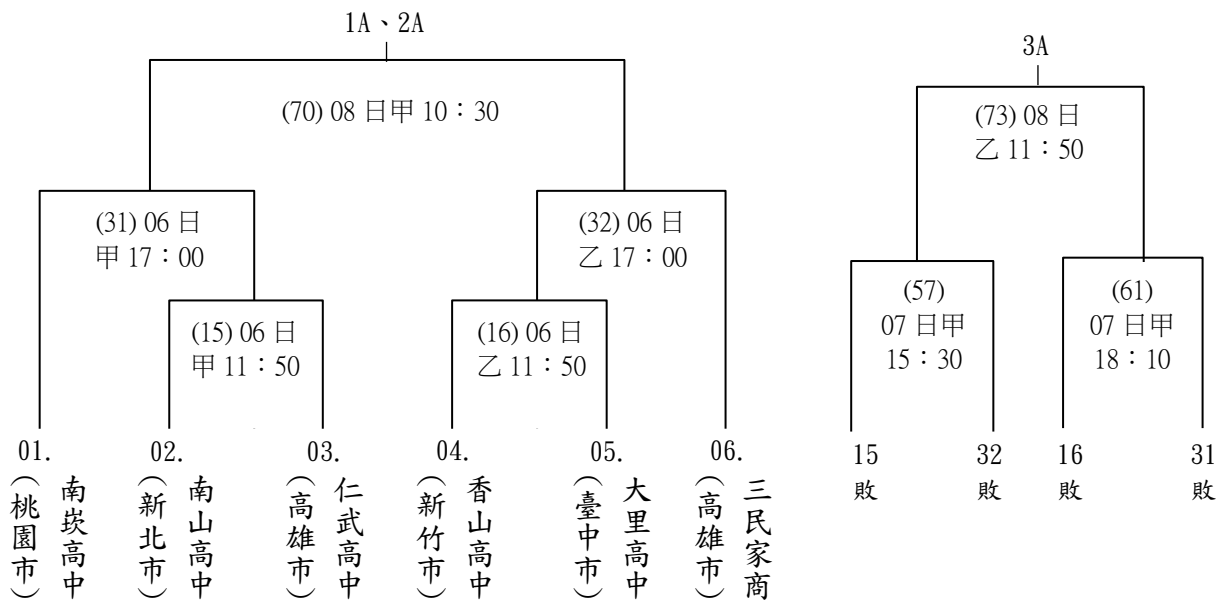 1A、2A
3A
(70) 08 日甲 10：30
(73) 08 日
乙 11：50
(31) 06 日
甲 17：00
(32) 06 日
乙 17：00
(15) 06 日
甲 11：50
(16) 06 日
乙 11：50
(57)
07 日甲
15：30
(61)
07 日甲
18：10
01.
南崁高中
(桃園市)
02.
南山高中
(新北市)
03.
仁武高中
(高雄市)
04.
香山高中
(新竹市)
05.
大里高中
(臺中市)
06.
三民家商
(高雄市)
15
敗
32
敗
16
敗
31
敗